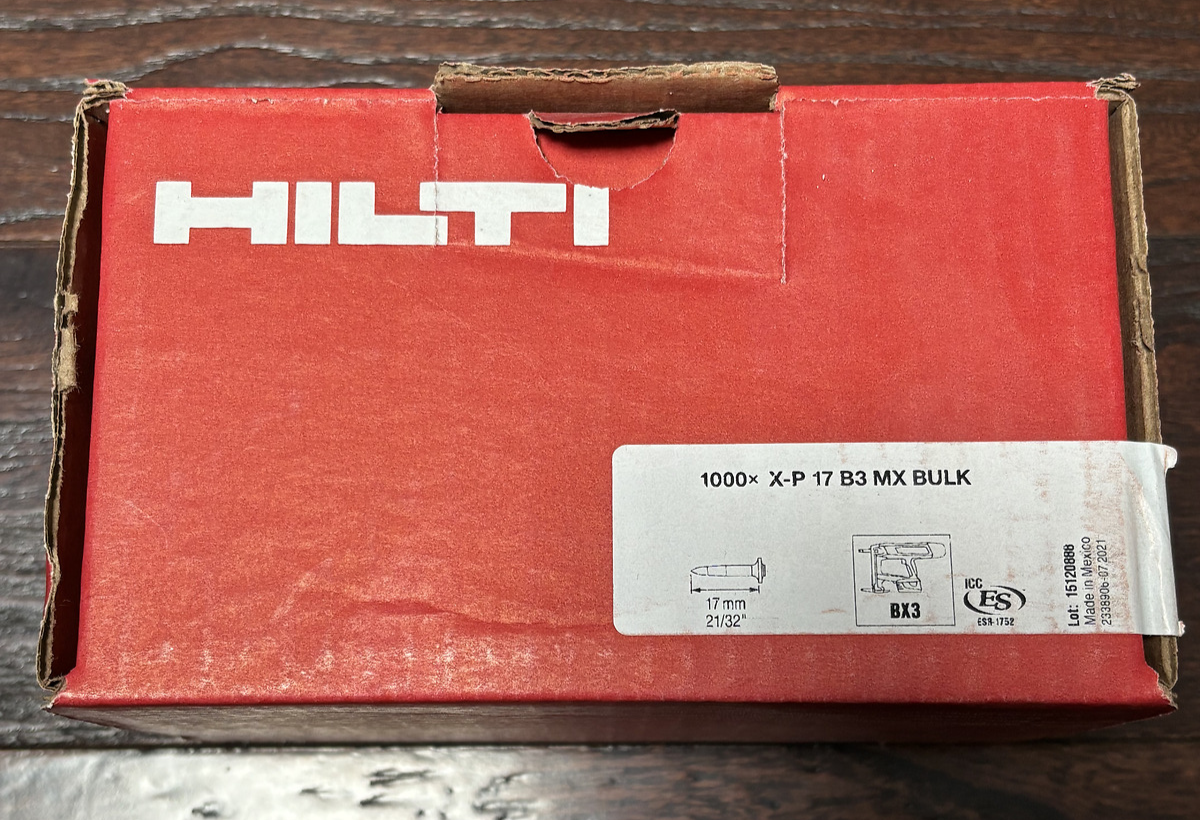 HILTI
1000× X-P 17 B3 MX BULK
17 mm
21/32"
BX3
ICC
ES
ESR-1752
Lot: 15120888
Made in Mexico
2338906-07.2021